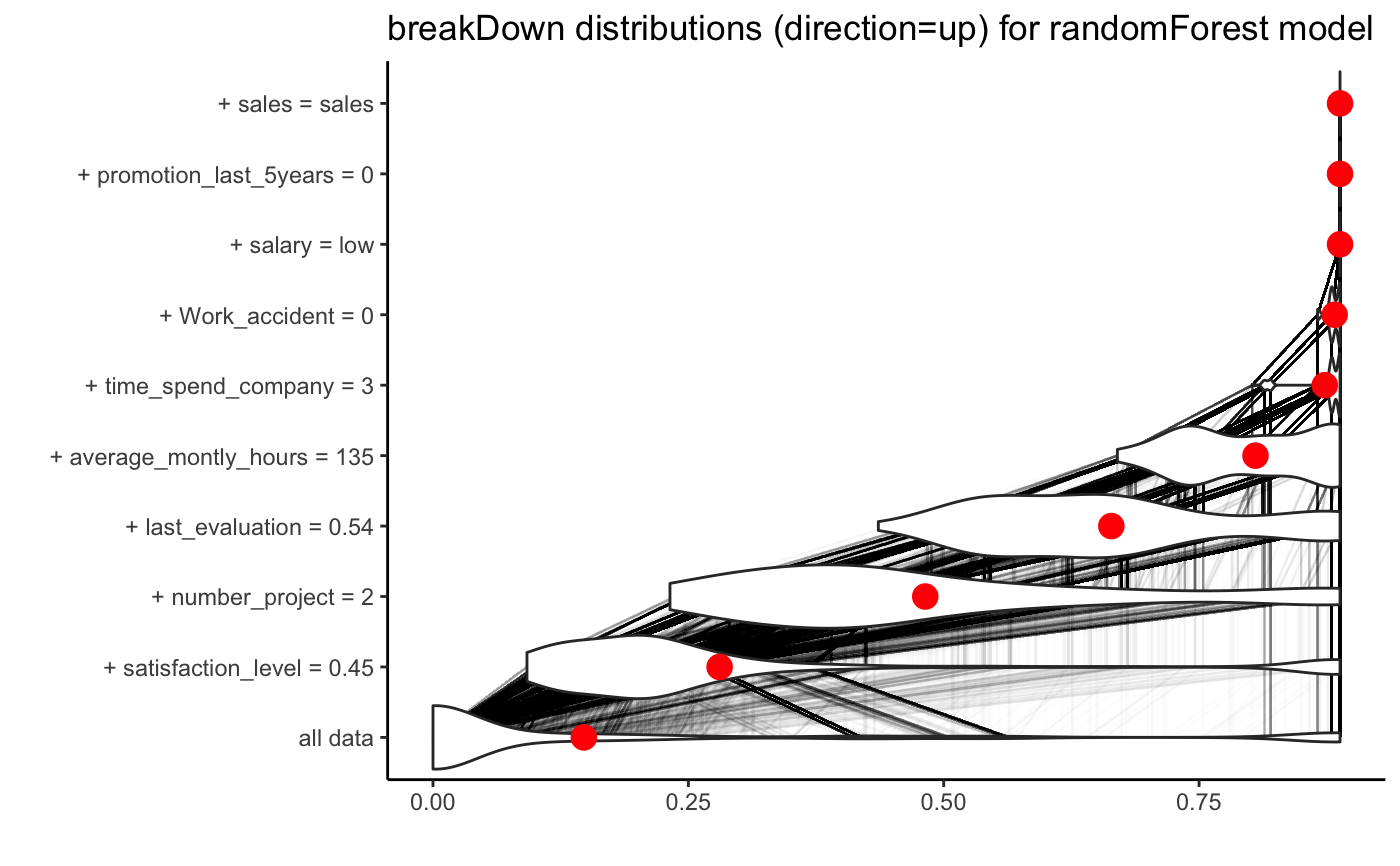 breakDown distributions (direction=up) for randomForest model
+ sales = sales
+ promotion_last_5years = 0
+ salary = low
+ Work_accident = 0
+ time_spend_company = 3
+ average_montly_hours = 135
+ last_evaluation = 0.54
+ number_project = 2
+ satisfaction_level = 0.45
all data
0.00 0.25 0.50 0.75